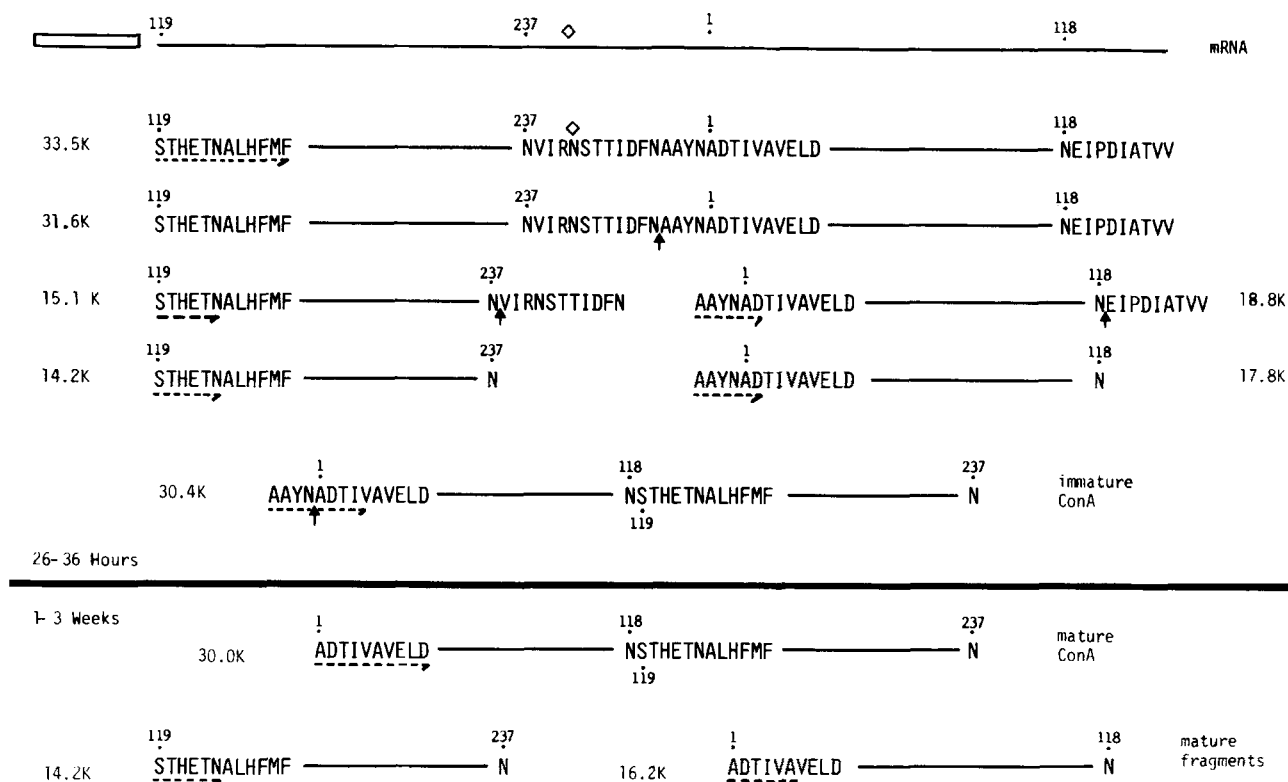 119 237 ◇ 1 118
mRNA
119 237 ◇ 1 118
33.5K STHETNALHFMF NVIRNSTTIDFNAAYNADTIVAVELD NEIPDIATVV
119 237 1 118
31.6K STHETNALHFMF NVIRNSTTIDFNAAYNADTIVAVELD NEIPDIATVV
119 237 1 118
15.1 K STHETNALHFMF NVIRNSTTIDFN AAYNADTIVAVELD NEIPDIATVV 18.8K
119 237 1 118
14.2K STHETNALHFMF N AAYNADTIVAVELD N 17.8K
1 118 237
30.4K AAYNADTIVAVELD NSTHETNALHFMF N immature
ConA
119
26-36 Hours
1-3 Weeks
1 118 237
30.0K ADTIVAVELD NSTHETNALHFMF N mature
ConA
119
119 237 1 118
14.2K STHETNALHFMF N 16.2K ADTIVAVELD N mature
fragments